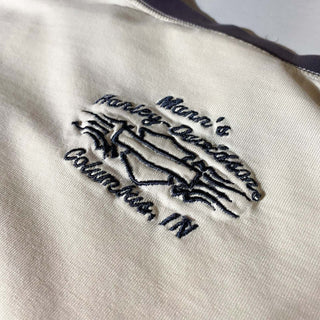 Mann's
Harley-Davidson
Columbus, IN